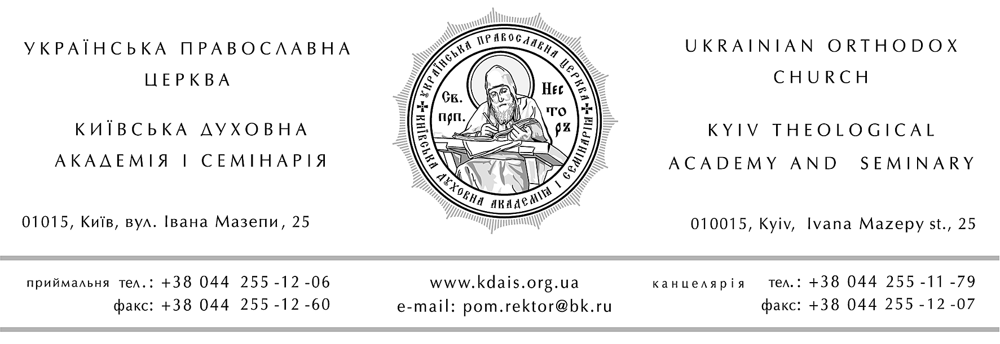 УКРАЇНСЬКА ПРАВОСЛАВНА
ЦЕРКВА
КИЇВСЬКА ДУХОВНА
АКАДЕМІЯ І СЕМІНАРІЯ
01015, Київ, вул. Івана Мазепи, 25
УКРАЇНСЬКА ПРАВОСЛАВНА ЦЕРКВА
КИЇВСЬКА ДУХОВНА АКАДЕМІЯ І СЕМІНАРІЯ
Св.
прп.
Нес
то
ръ
UKRAINIAN ORTHODOX
CHURCH
KYIV THEOLOGICAL
ACADEMY AND SEMINARY
010015, Kyiv, Ivana Mazepy st., 25
приймальня тел.: +38 044 255 -12 -06
факс: +38 044 255 -12 -60
www.kdais.org.ua
e-mail: pom.rektor@bk.ru
канцелярія тел.: +38 044 255 -11 -79
факс: +38 044 255 -12 -07